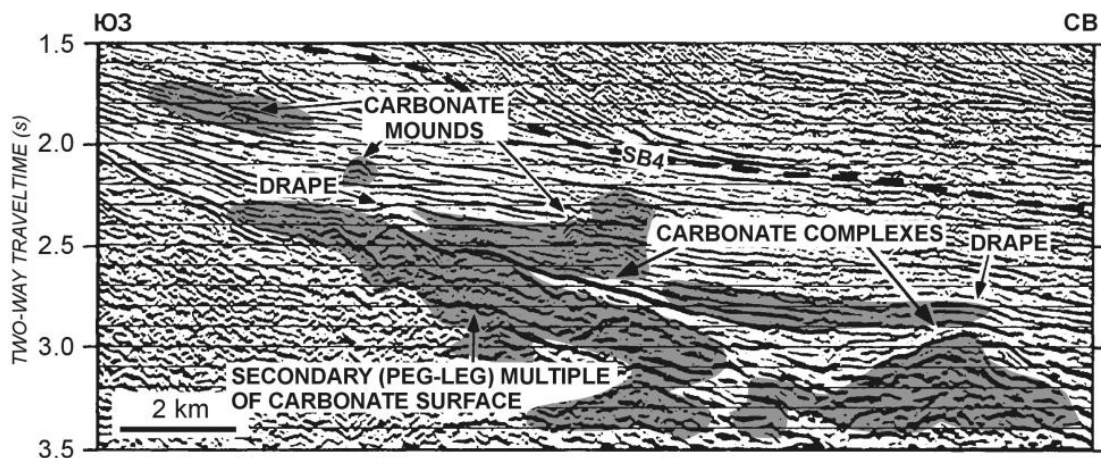 ЮЗ
СВ
1.5
2.0
2.5
3.0
3.5
TWO-WAY TRAVELTIME (s)
CARBONATE
MOUNDS
SB4
DRAPE
CARBONATE COMPLEXES
DRAPE
SECONDARY (PEG-LEG) MULTIPLE
OF CARBONATE SURFACE
2 km